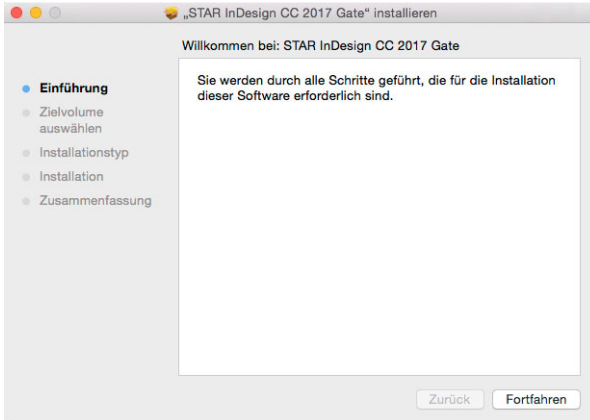 „STAR InDesign CC 2017 Gate“ installieren
Willkommen bei: STAR InDesign CC 2017 Gate
Einführung
Zielvolume
auswählen
Installationstyp
Installation
Zusammenfassung
Sie werden durch alle Schritte geführt, die für die Installation
dieser Software erforderlich sind.
Zurück
Fortfahren